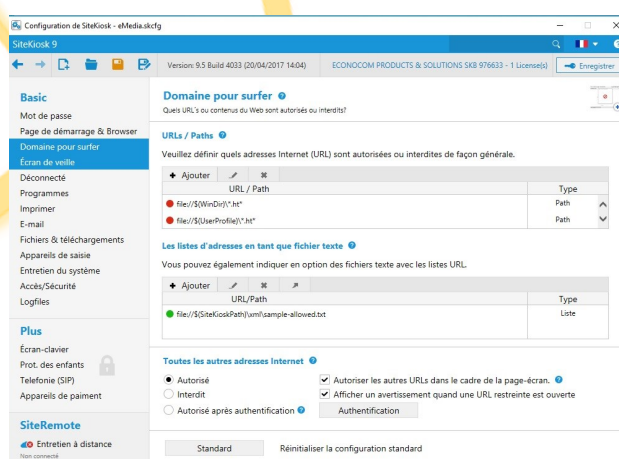 Configuration de SiteKiosk - eMedia.skcfg
SiteKiosk 9
Version: 9.5 Build 4033 (20/04/2017 14:04)
ECONOCOM PRODUCTS & SOLUTIONS SKB 976633 - 1 License(s)
Enregistrer
Basic
Mot de passe
Page de démarrage & Browser
Domaine pour surfer
Écran de veille
Déconnecté
Programmes
Imprimer
E-mail
Fichiers & téléchargements
Appareils de saisie
Entretien du système
Accès/Sécurité
Logfiles
Plus
Écran-clavier
Prot. des enfants
Telefonie (SIP)
Appareils de paiment
SiteRemote
Entretien à distance
Non connecté
Domaine pour surfer
Quels URL's ou contenus du Web sont autorisés ou interdits?
URLs / Paths
Veuillez définir quels adresses Internet (URL) sont autorisées ou interdites de façon générale.
Ajouter
URL / Path Type
file://$(WinDir)\*.ht* Path
file://$(UserProfile)\*.ht* Path
Les listes d'adresses en tant que fichier texte
Vous pouvez également indiquer en option des fichiers texte avec les listes URL.
Ajouter
URL/Path Type
file://$(SiteKioskPath)\xml\sample-allowed.txt Liste
Toutes les autres adresses Internet
Autorisé
Autoriser les autres URLs dans le cadre de la page-écran.
Interdit
Afficher un avertissement quand une URL restreinte est ouverte
Autorisé après authentification
Authentification
Standard
Réinitialiser la configuration standard